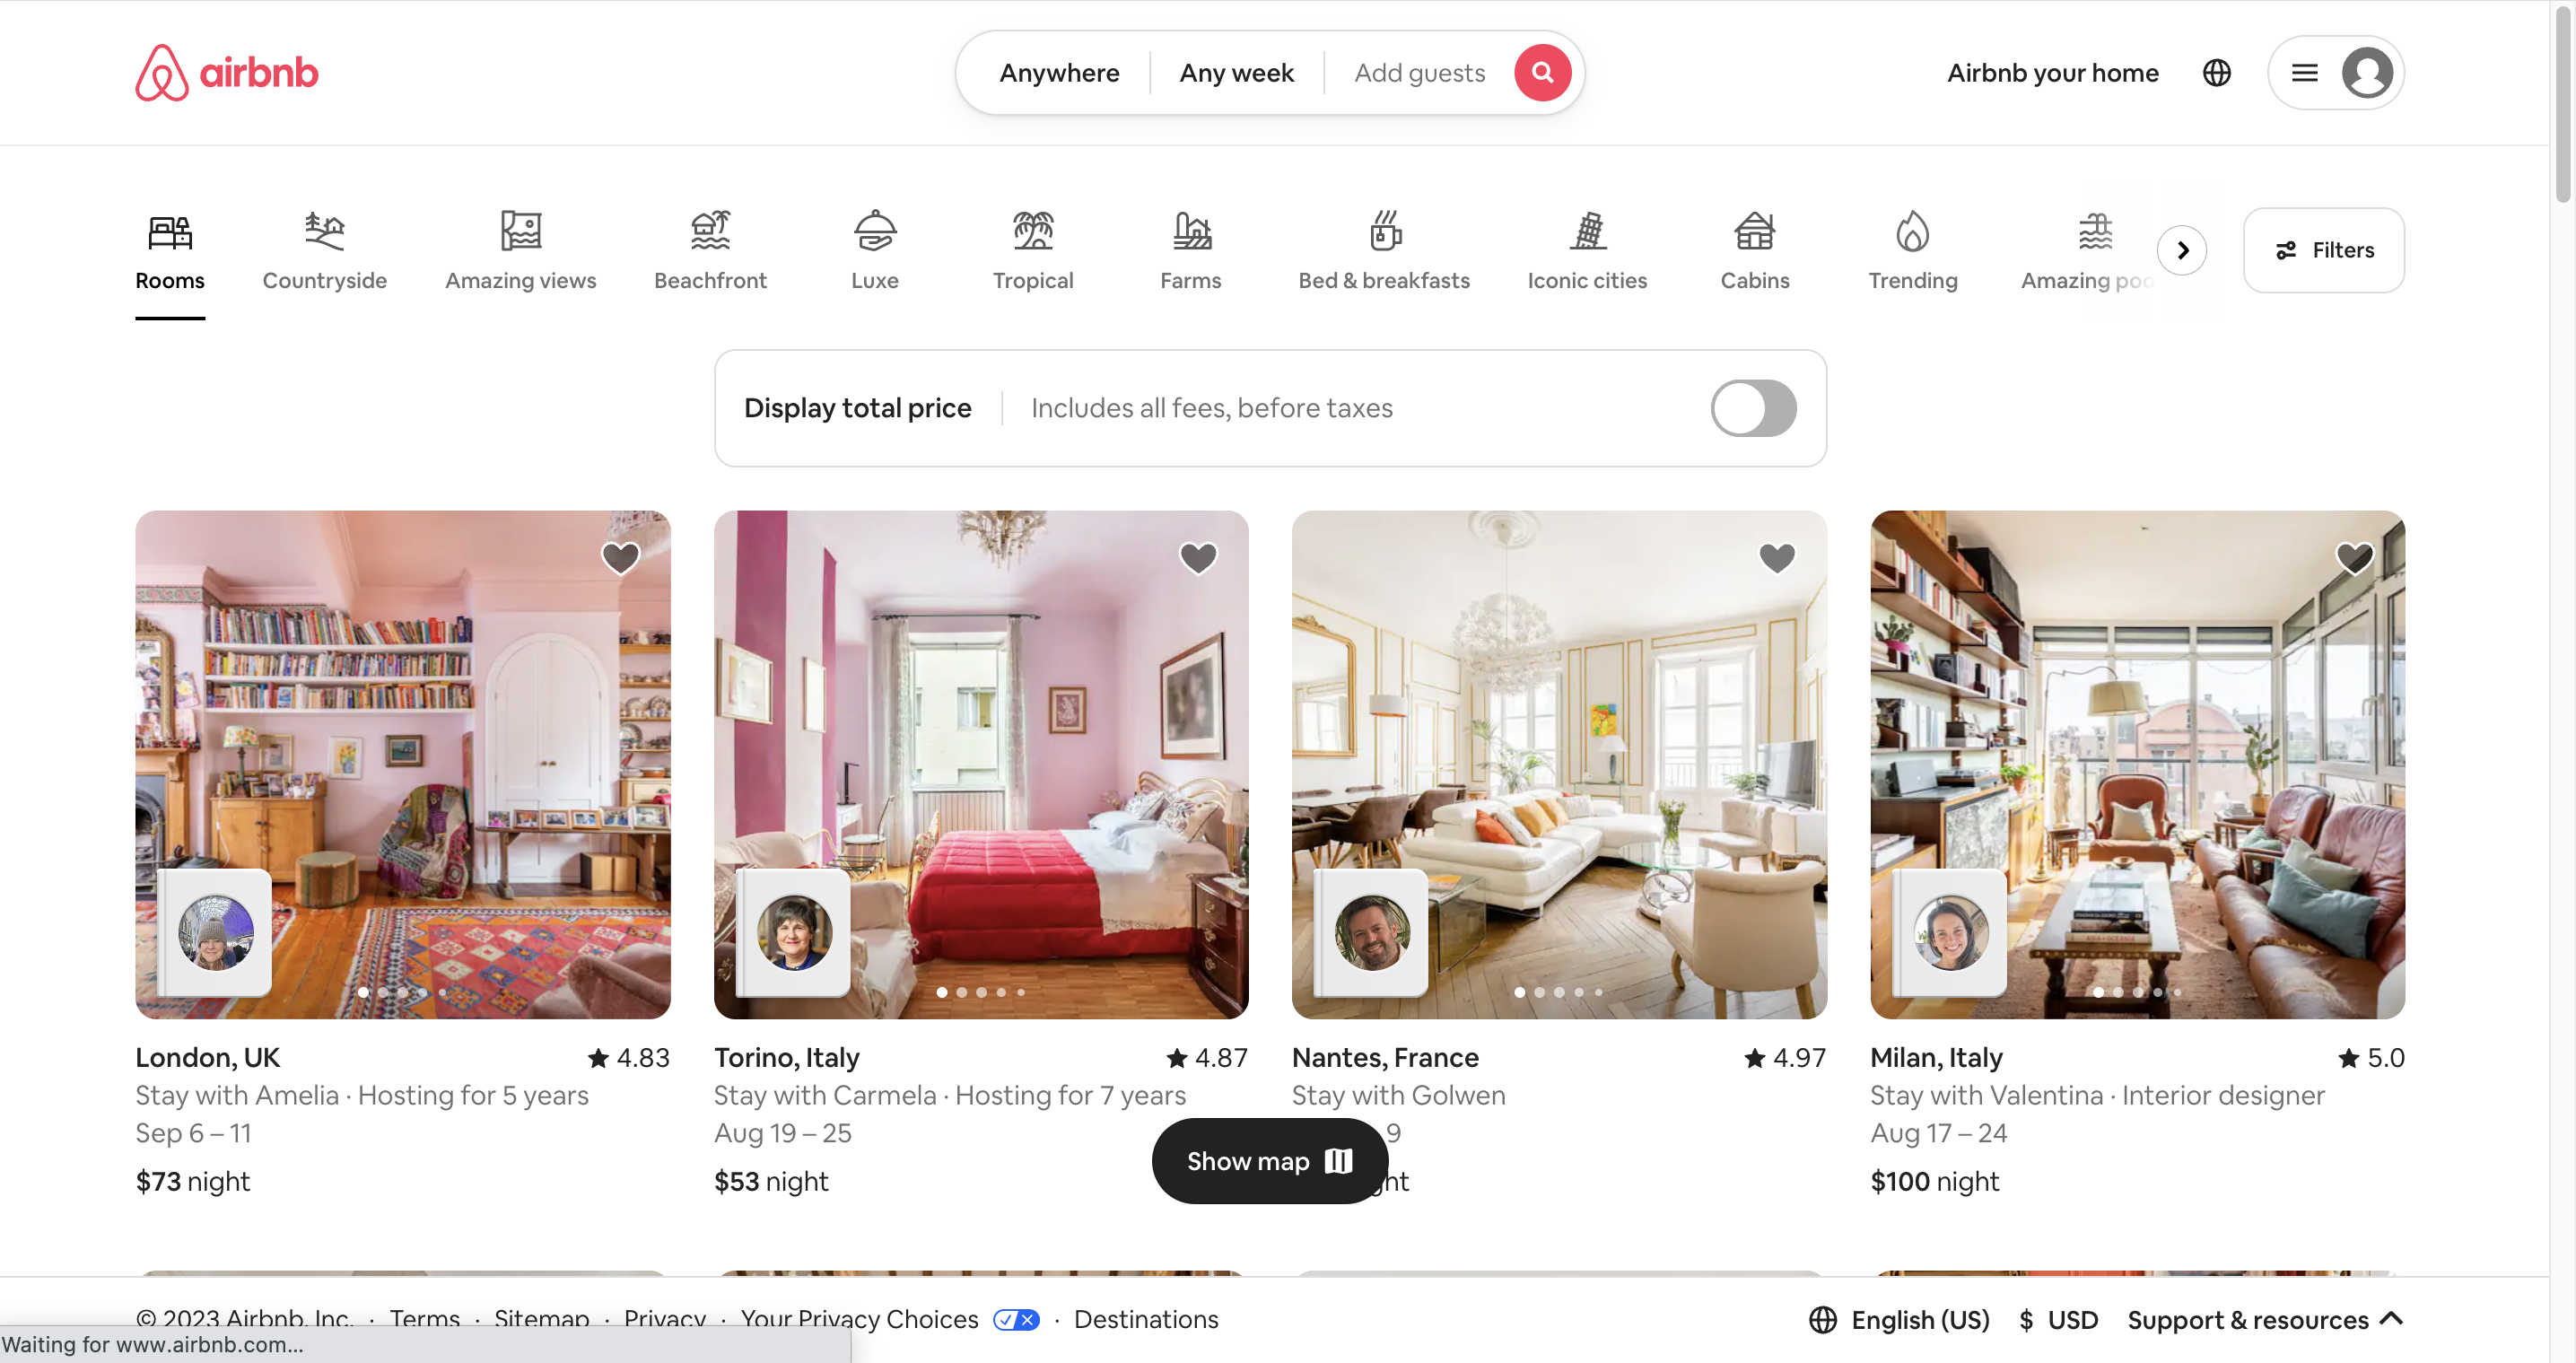 airbnb
Anywhere
Any week
Add guests
Airbnb your home
Rooms
Countryside
Amazing views
Beachfront
Luxe
Tropical
Farms
Bed & breakfasts
Iconic cities
Cabins
Trending
Amazing poo
Filters
Display total price
Includes all fees, before taxes
London, UK
4.83
Stay with Amelia · Hosting for 5 years
Sep 6 – 11
$73 night
Torino, Italy
4.87
Stay with Carmela · Hosting for 7 years
Aug 19 – 25
$53 night
Nantes, France
4.97
Stay with Golwen
9
ght
Milan, Italy
5.0
Stay with Valentina · Interior designer
Aug 17 – 24
$100 night
Show map
© 2023 Airbnb, Inc. · Terms · Sitemap · Privacy · Your Privacy Choices · Destinations
English (US)
$ USD
Support & resources
Waiting for www.airbnb.com...